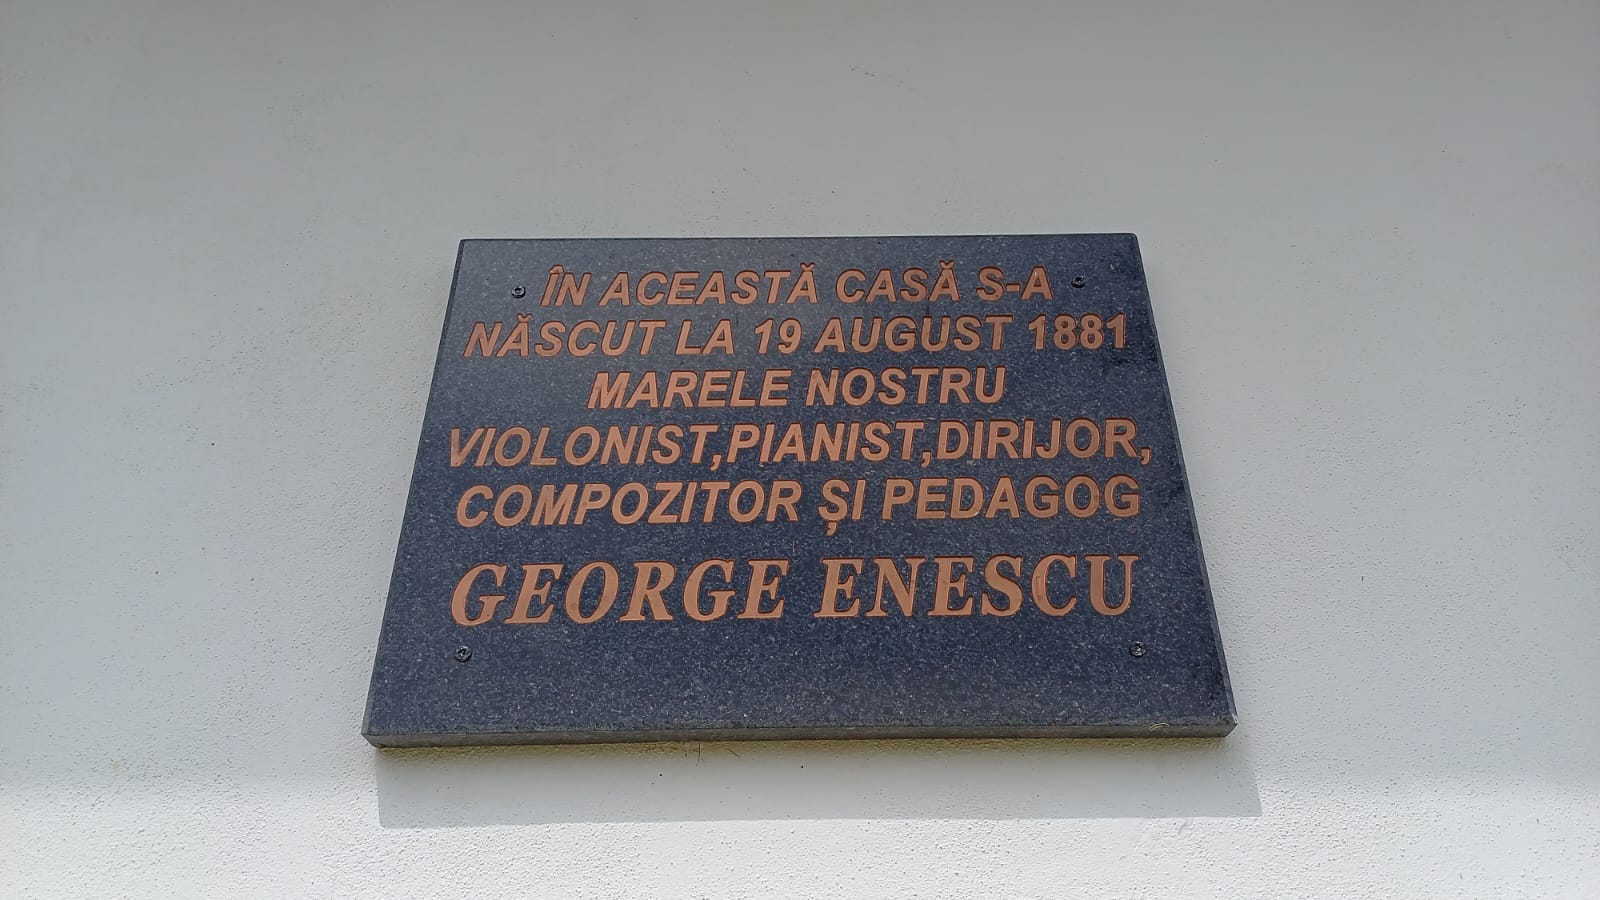 ÎN ACEASTĂ CASĂ S-A
NĂSCUT LA 19 AUGUST 1881
MARELE NOSTRU
VIOLONIST,PIANIST,DIRIJOR,
COMPOZITOR ȘI PEDAGOG
GEORGE ENESCU